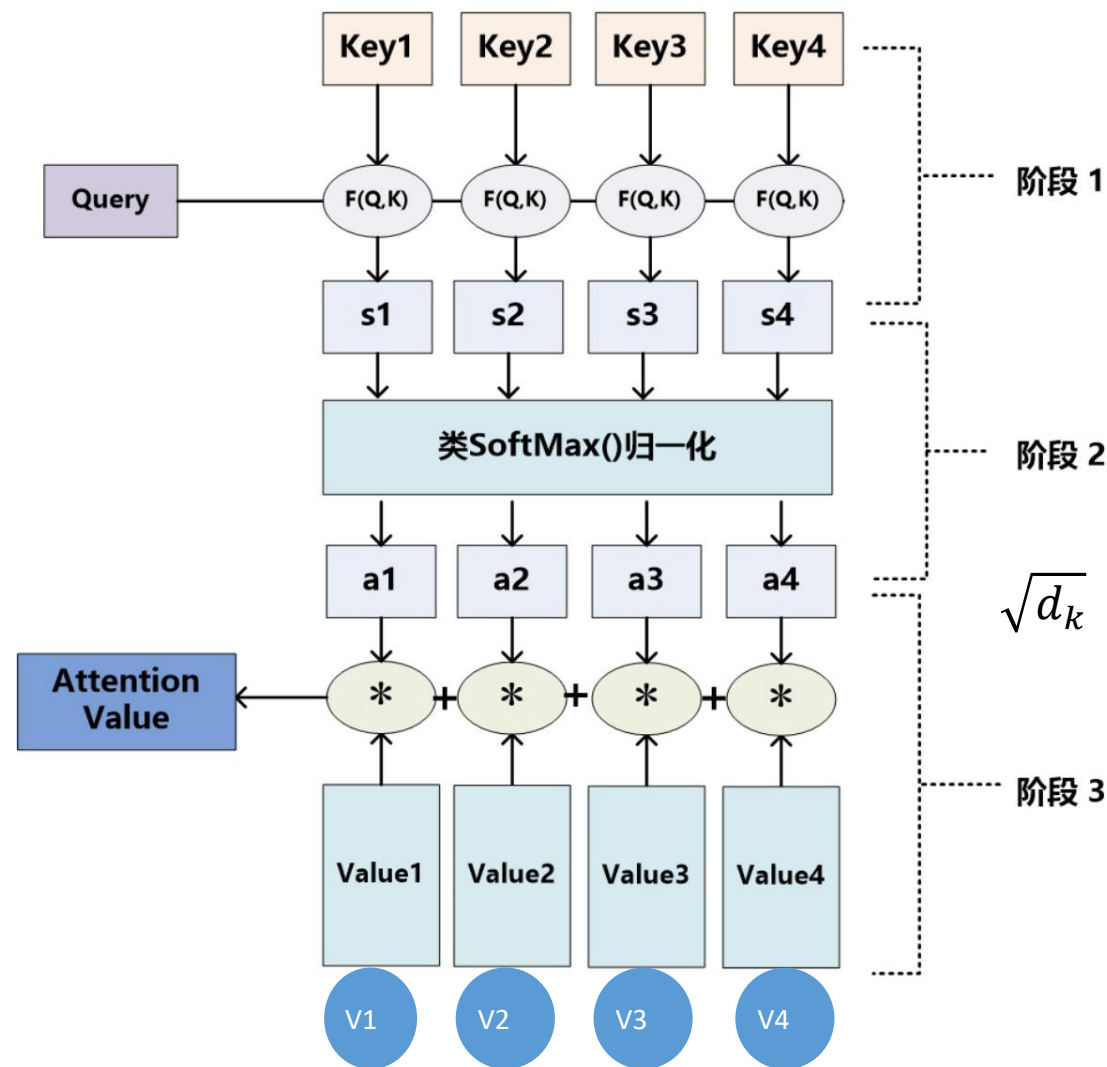 Key1 Key2 Key3 Key4
阶段 1
Query F(Q,K) F(Q,K) F(Q,K) F(Q,K)
s1 s2 s3 s4
类SoftMax()归一化
阶段 2
a1 a2 a3 a4
√d_k
Attention
Value
* + * + * + *
阶段 3
Value1 Value2 Value3 Value4
V1 V2 V3 V4